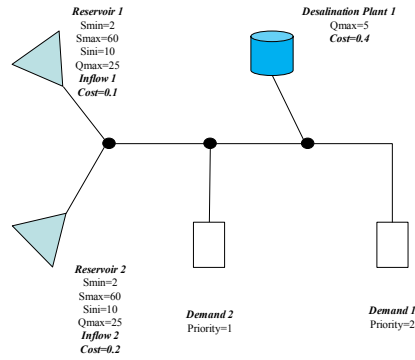 Reservoir 1
Smin=2
Smax=60
Sini=10
Qmax=25
Inflow 1
Cost=0.1
Desalination Plant 1
Qmax=5
Cost=0.4
Reservoir 2
Smin=2
Smax=60
Sini=10
Qmax=25
Inflow 2
Cost=0.2
Demand 2
Priority=1
Demand 1
Priority=2